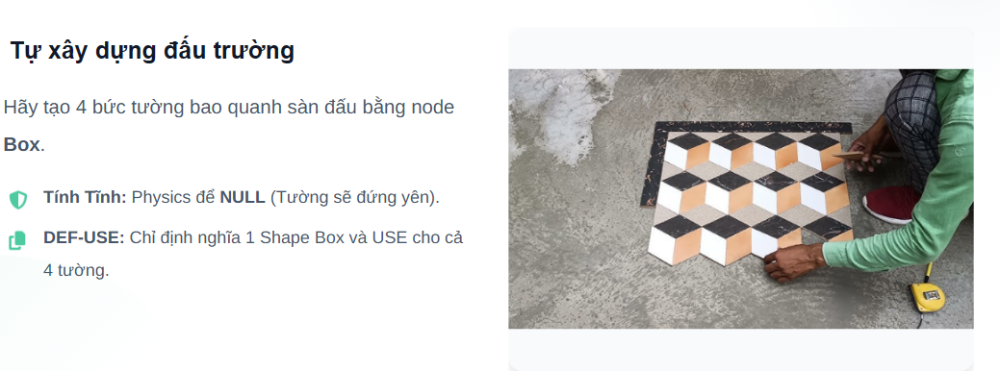 Tự xây dựng đấu trường
Hãy tạo 4 bức tường bao quanh sàn đấu bằng node
Box.
Tính Tĩnh: Physics để NULL (Tường sẽ đứng yên).
DEF-USE: Chỉ định nghĩa 1 Shape Box và USE cho cả
4 tường.